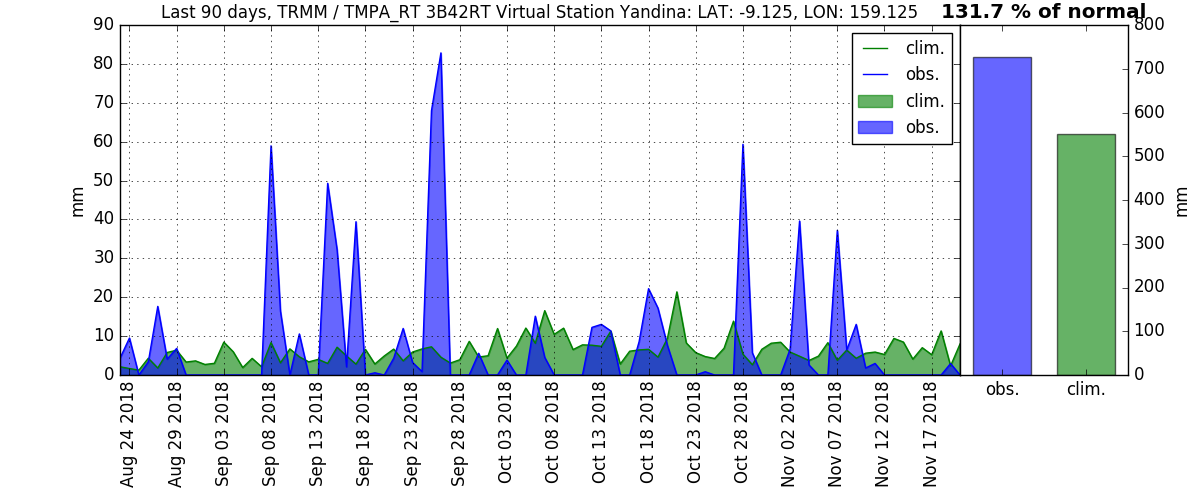 Last 90 days, TRMM / TMPA_RT 3B42RT Virtual Station Yandina: LAT: -9.125, LON: 159.125
131.7 % of normal
90
80
70
60
50
40
30
20
10
0
mm
clim.
obs.
clim.
obs.
800
700
600
500
400
300
200
100
0
mm
Aug 24 2018
Aug 29 2018
Sep 03 2018
Sep 08 2018
Sep 13 2018
Sep 18 2018
Sep 23 2018
Sep 28 2018
Oct 03 2018
Oct 08 2018
Oct 13 2018
Oct 18 2018
Oct 23 2018
Oct 28 2018
Nov 02 2018
Nov 07 2018
Nov 12 2018
Nov 17 2018
obs.
clim.